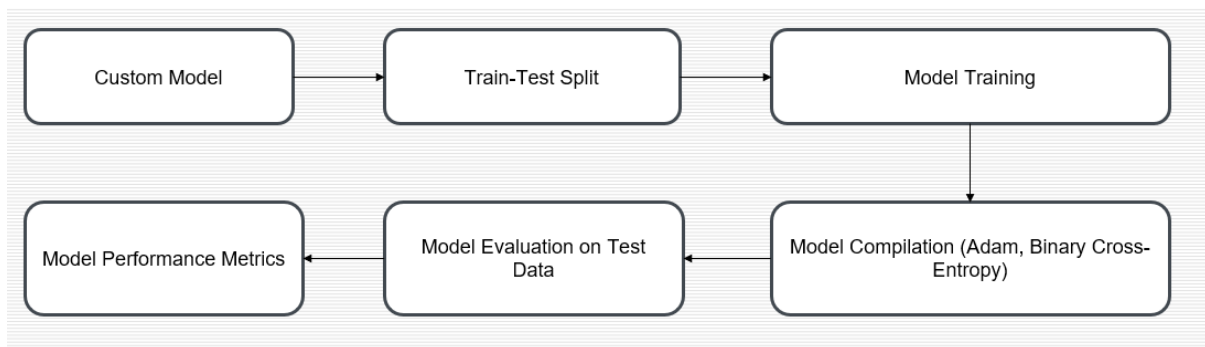 Custom Model
Train-Test Split
Model Training
Model Compilation (Adam, Binary Cross-
Entropy)
Model Evaluation on Test
Data
Model Performance Metrics